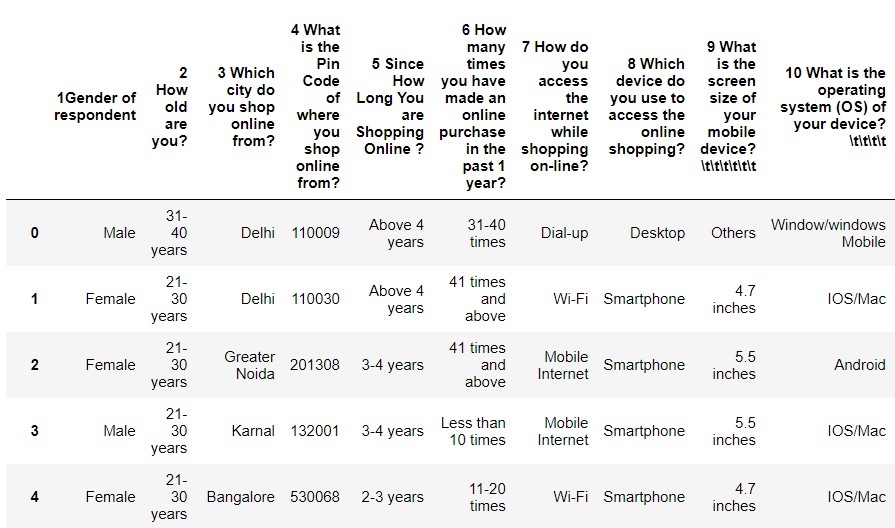 1Gender of respondent	2 How old are you?	3 Which city do you shop online from?	4 What is the Pin Code of where you shop online from?	5 Since How Long You are Shopping Online ?	6 How many times you have made an online purchase in the past 1 year?	7 How do you access the internet while shopping on-line?	8 Which device do you use to access the online shopping?	9 What is the screen size of your mobile device? \t\t\t\t\t\t	10 What is the operating system (OS) of your device? \t\t\t\t
0	Male	31-40 years	Delhi	110009	Above 4 years	31-40 times	Dial-up	Desktop	Others	Window/windows Mobile
1	Female	21-30 years	Delhi	110030	Above 4 years	41 times and above	Wi-Fi	Smartphone	4.7 inches	IOS/Mac
2	Female	21-30 years	Greater Noida	201308	3-4 years	41 times and above	Mobile Internet	Smartphone	5.5 inches	Android
3	Male	21-30 years	Karnal	132001	3-4 years	Less than 10 times	Mobile Internet	Smartphone	5.5 inches	IOS/Mac
4	Female	21-30 years	Bangalore	530068	2-3 years	11-20 times	Wi-Fi	Smartphone	4.7 inches	IOS/Mac